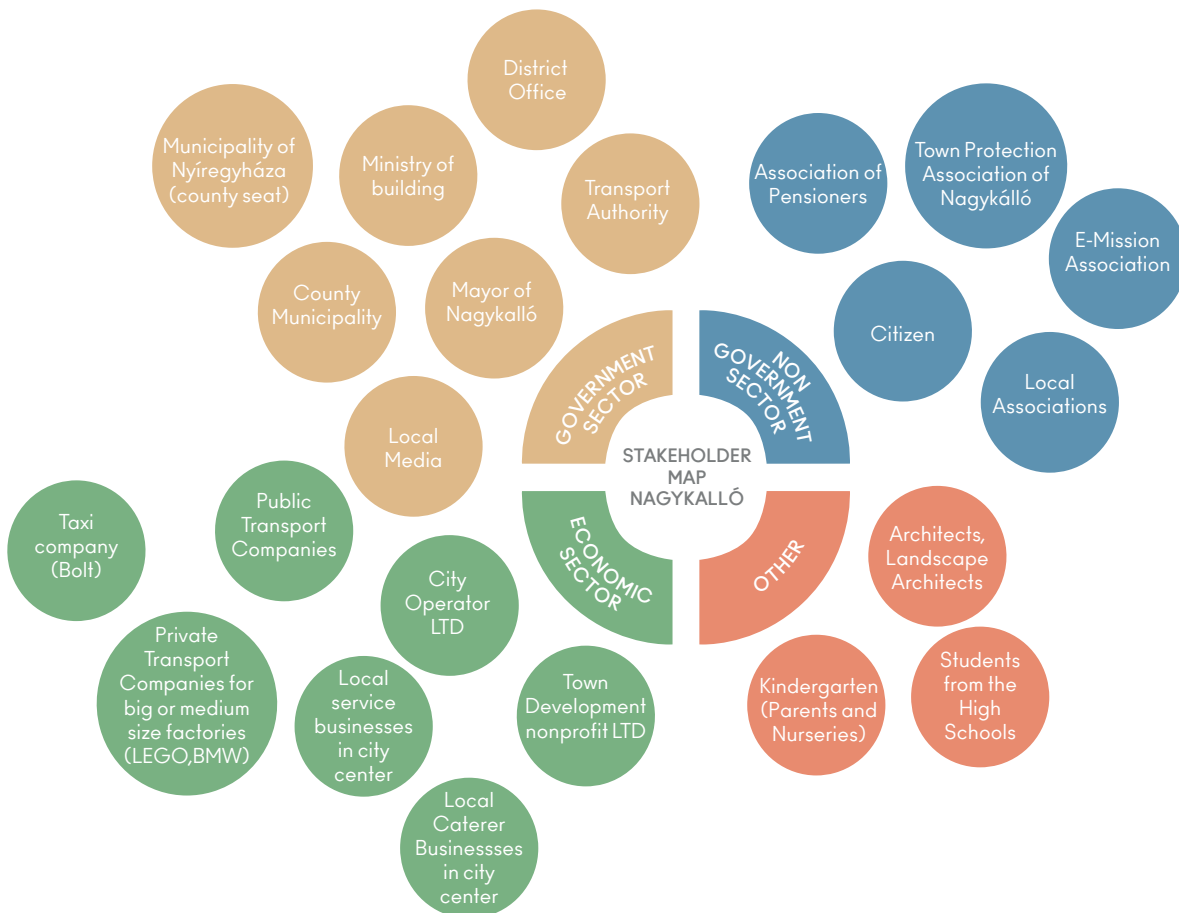 District
Office
Municipality of
Nyíregyháza
(county seat)
Ministry of
building
Transport
Authority
County
Municipality
Mayor of
Nagykalló
Local
Media
GOVERNMENT
SECTOR
Association of
Pensioners
Town Protection
Association of
Nagykálló
E-Mission
Association
Citizen
Local
Associations
NON
GOVERNMENT
SECTOR
STAKEHOLDER
MAP
NAGYKALLÓ
Taxi
company
(Bolt)
Public
Transport
Companies
City
Operator
LTD
Private
Transport
Companies for
big or medium
size factories
(LEGO,BMW)
Local
service
businesses
in city
center
Town
Development
nonprofit LTD
Local
Caterer
Businessses
in city
center
ECONOMIC
SECTOR
OTHER
Architects,
Landscape
Architects
Kindergarten
(Parents and
Nurseries)
Students
from the
High
Schools